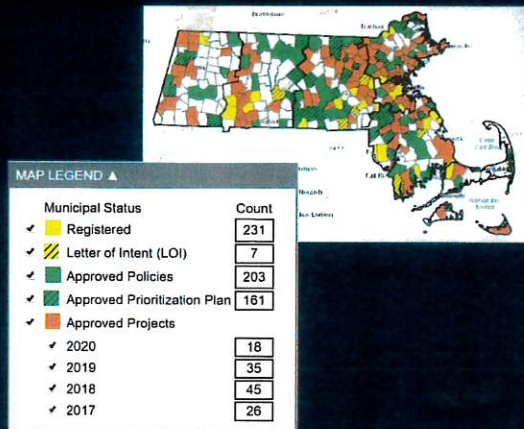 MAP LEGEND ▲
Municipal Status Count
✔ Registered 231
✔ Letter of Intent (LOI) 7
✔ Approved Policies 203
✔ Approved Prioritization Plan 161
✔ Approved Projects
✔ 2020 18
✔ 2019 35
✔ 2018 45
✔ 2017 26